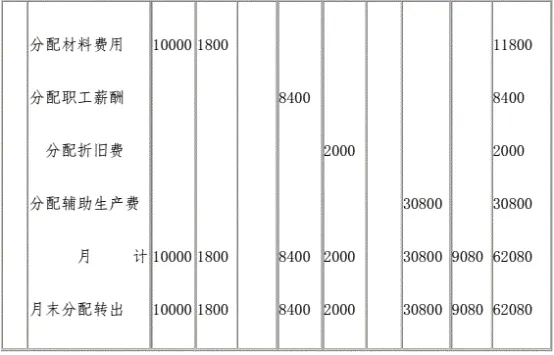 分配材料费用 10000 1800 11800
分配职工薪酬 8400 8400
分配折旧费 2000 2000
分配辅助生产费 30800 30800
月 计 10000 1800 8400 2000 30800 9080 62080
月末分配转出 10000 1800 8400 2000 30800 9080 62080